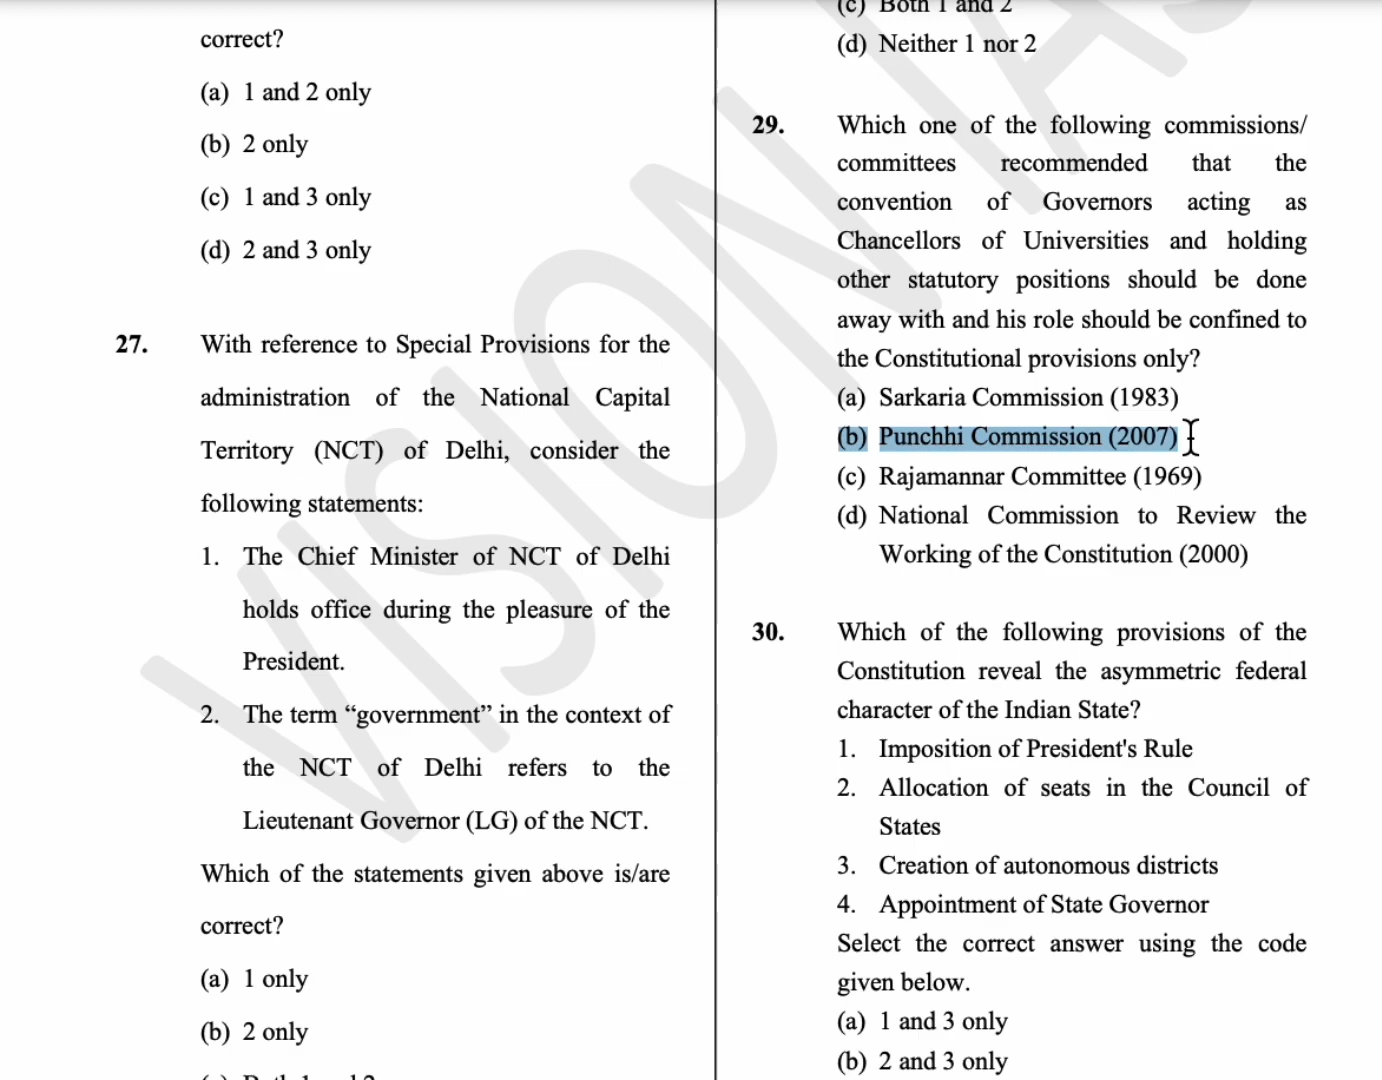 correct?
(a) 1 and 2 only
(b) 2 only
(c) 1 and 3 only
(d) 2 and 3 only
27. With reference to Special Provisions for the
administration of the National Capital
Territory (NCT) of Delhi, consider the
following statements:
1. The Chief Minister of NCT of Delhi
holds office during the pleasure of the
President.
2. The term “government” in the context of
the NCT of Delhi refers to the
Lieutenant Governor (LG) of the NCT.
Which of the statements given above is/are
correct?
(a) 1 only
(b) 2 only
(c) Both 1 and 2
(d) Neither 1 nor 2
29. Which one of the following commissions/
committees recommended that the
convention of Governors acting as
Chancellors of Universities and holding
other statutory positions should be done
away with and his role should be confined to
the Constitutional provisions only?
(a) Sarkaria Commission (1983)
(b) Punchhi Commission (2007)
(c) Rajamannar Committee (1969)
(d) National Commission to Review the
Working of the Constitution (2000)
30. Which of the following provisions of the
Constitution reveal the asymmetric federal
character of the Indian State?
1. Imposition of President's Rule
2. Allocation of seats in the Council of
States
3. Creation of autonomous districts
4. Appointment of State Governor
Select the correct answer using the code
given below.
(a) 1 and 3 only
(b) 2 and 3 only
VISION IAS